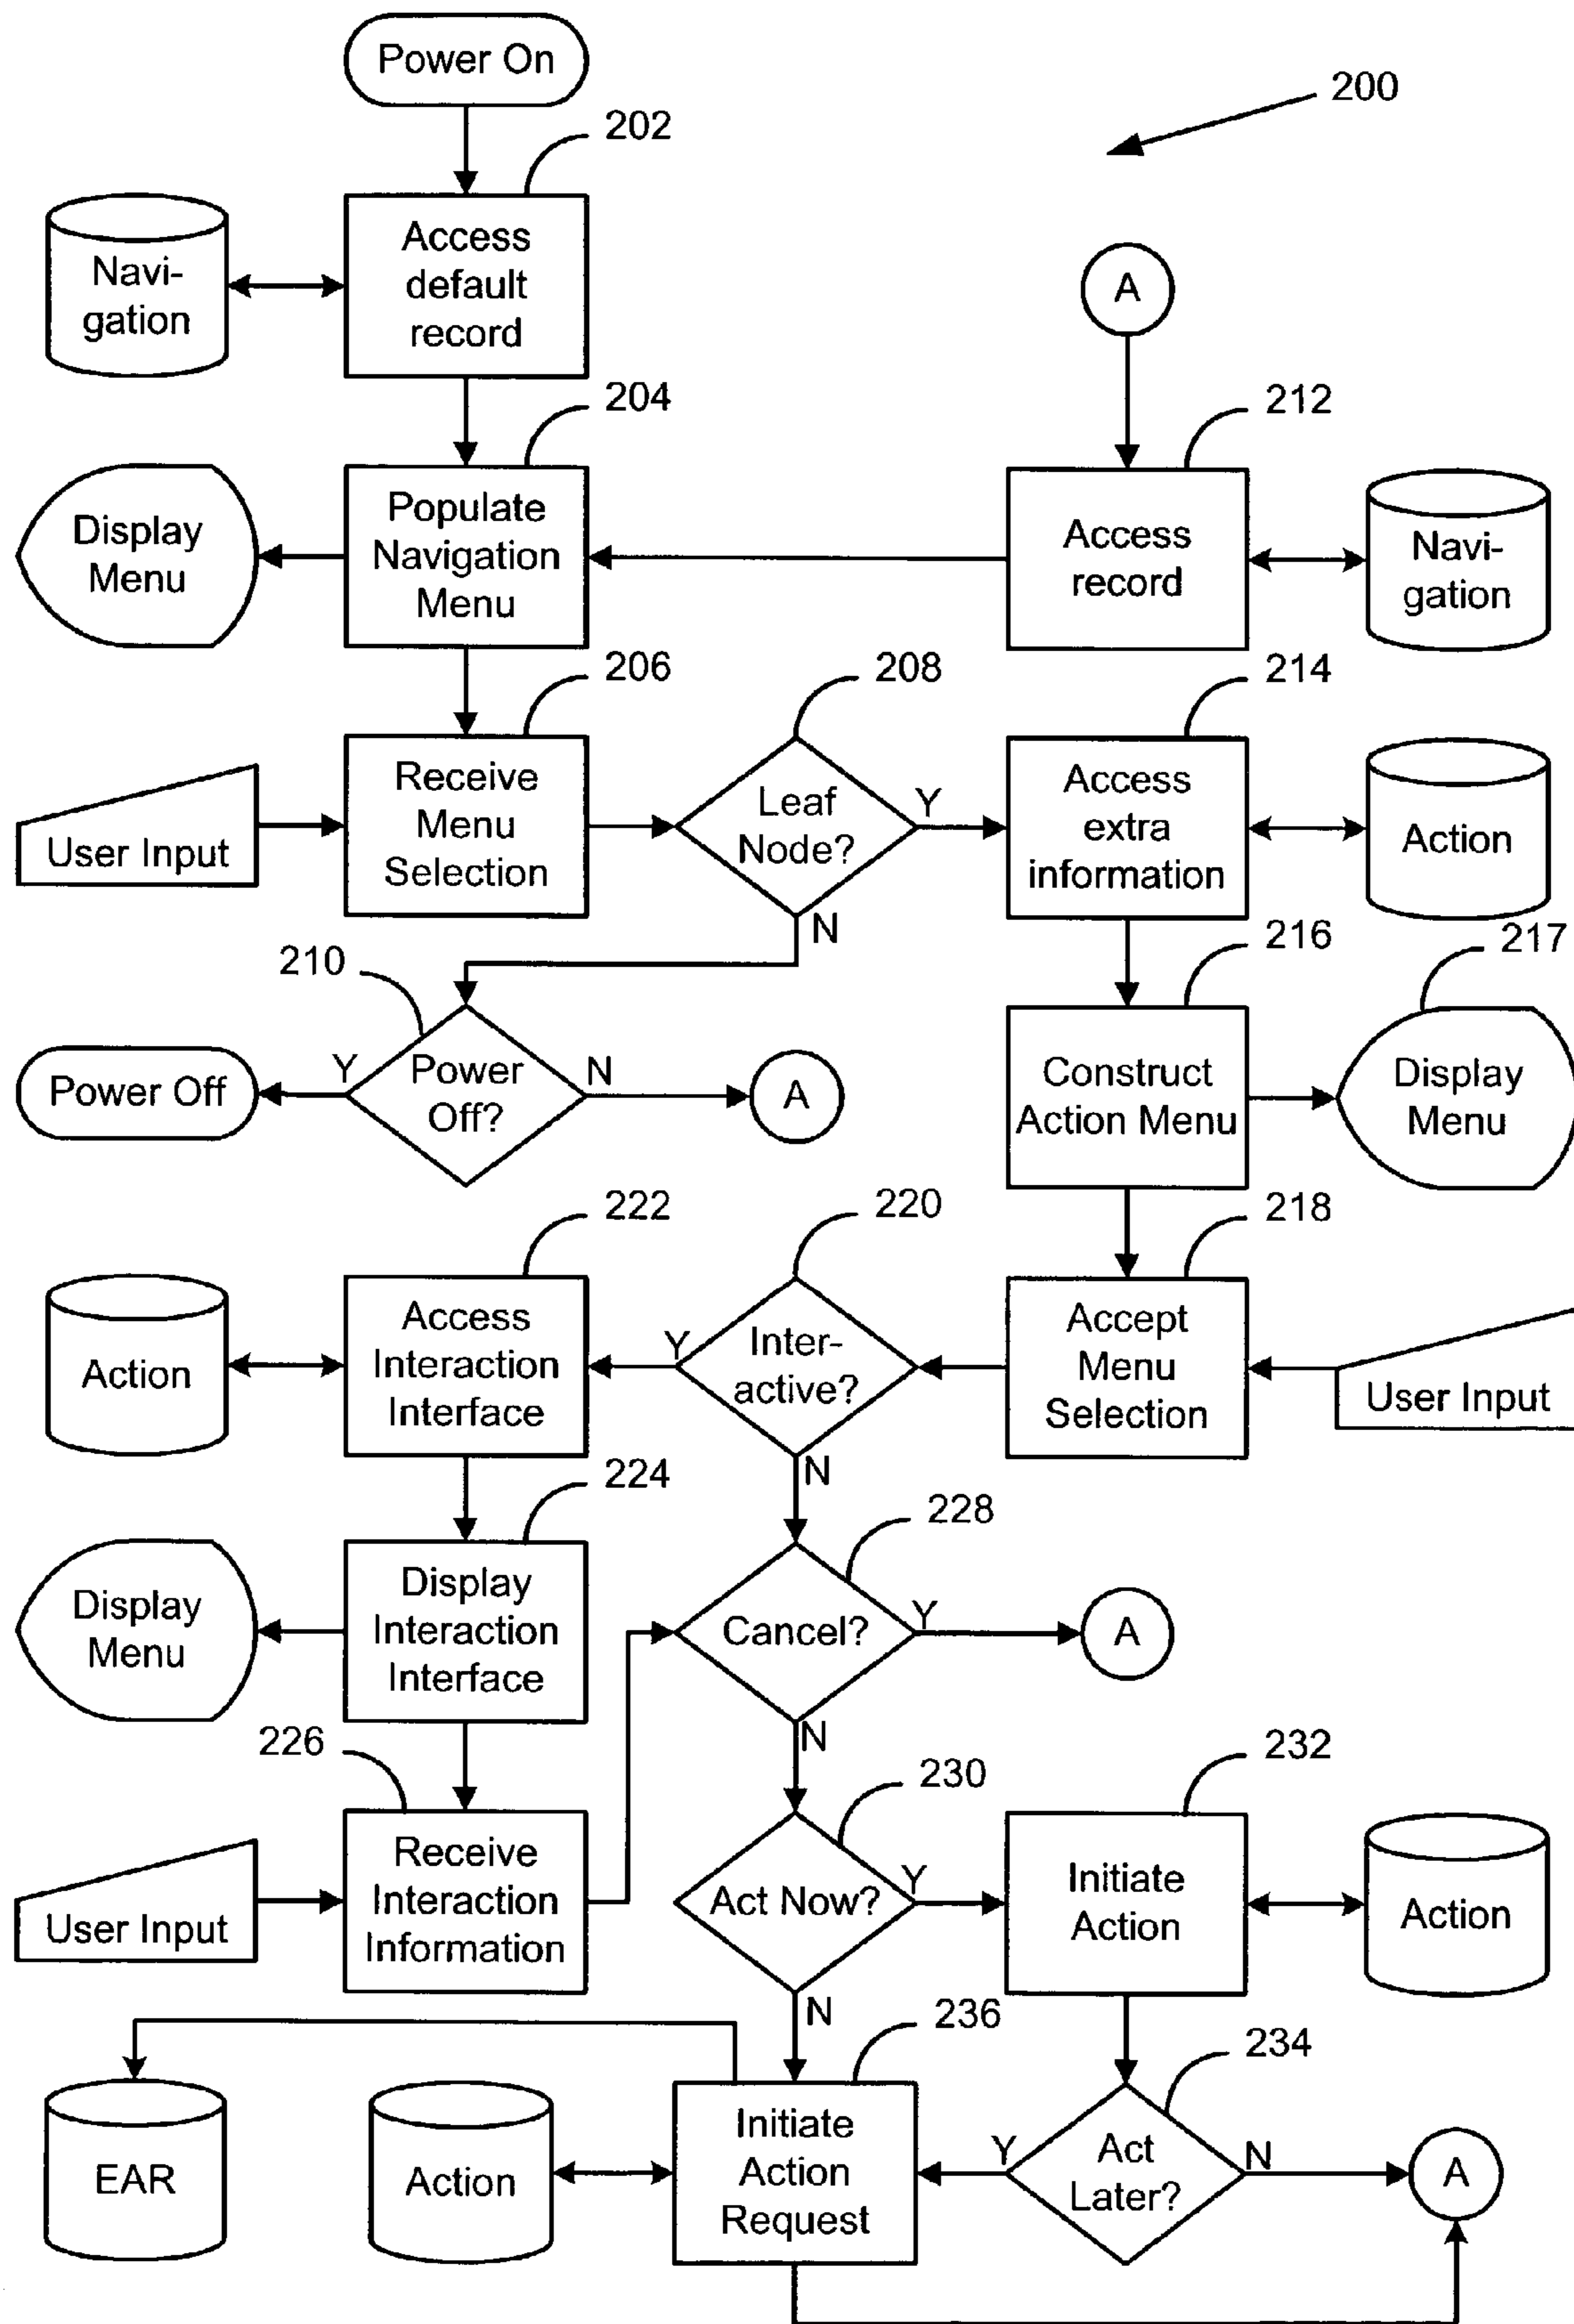 Power On
200
202
Navi-
gation
Access
default
record
A
204
212
Display
Menu
Populate
Navigation
Menu
Access
record
Navi-
gation
206
208
214
User Input
Receive
Menu
Selection
Leaf
Node?
Y
N
Access
extra
information
Action
210
216
217
Power Off
Y
Power
Off?
N
A
Construct
Action Menu
Display
Menu
222
220
218
Action
Access
Interaction
Interface
Y
Inter-
active?
N
Accept
Menu
Selection
User Input
224
228
Display
Menu
Display
Interaction
Interface
Cancel?
Y
N
A
226
230
232
User Input
Receive
Interaction
Information
Act Now?
Y
N
Initiate
Action
Action
236
234
EAR
Action
Initiate
Action
Request
Y
Act
Later?
N
A